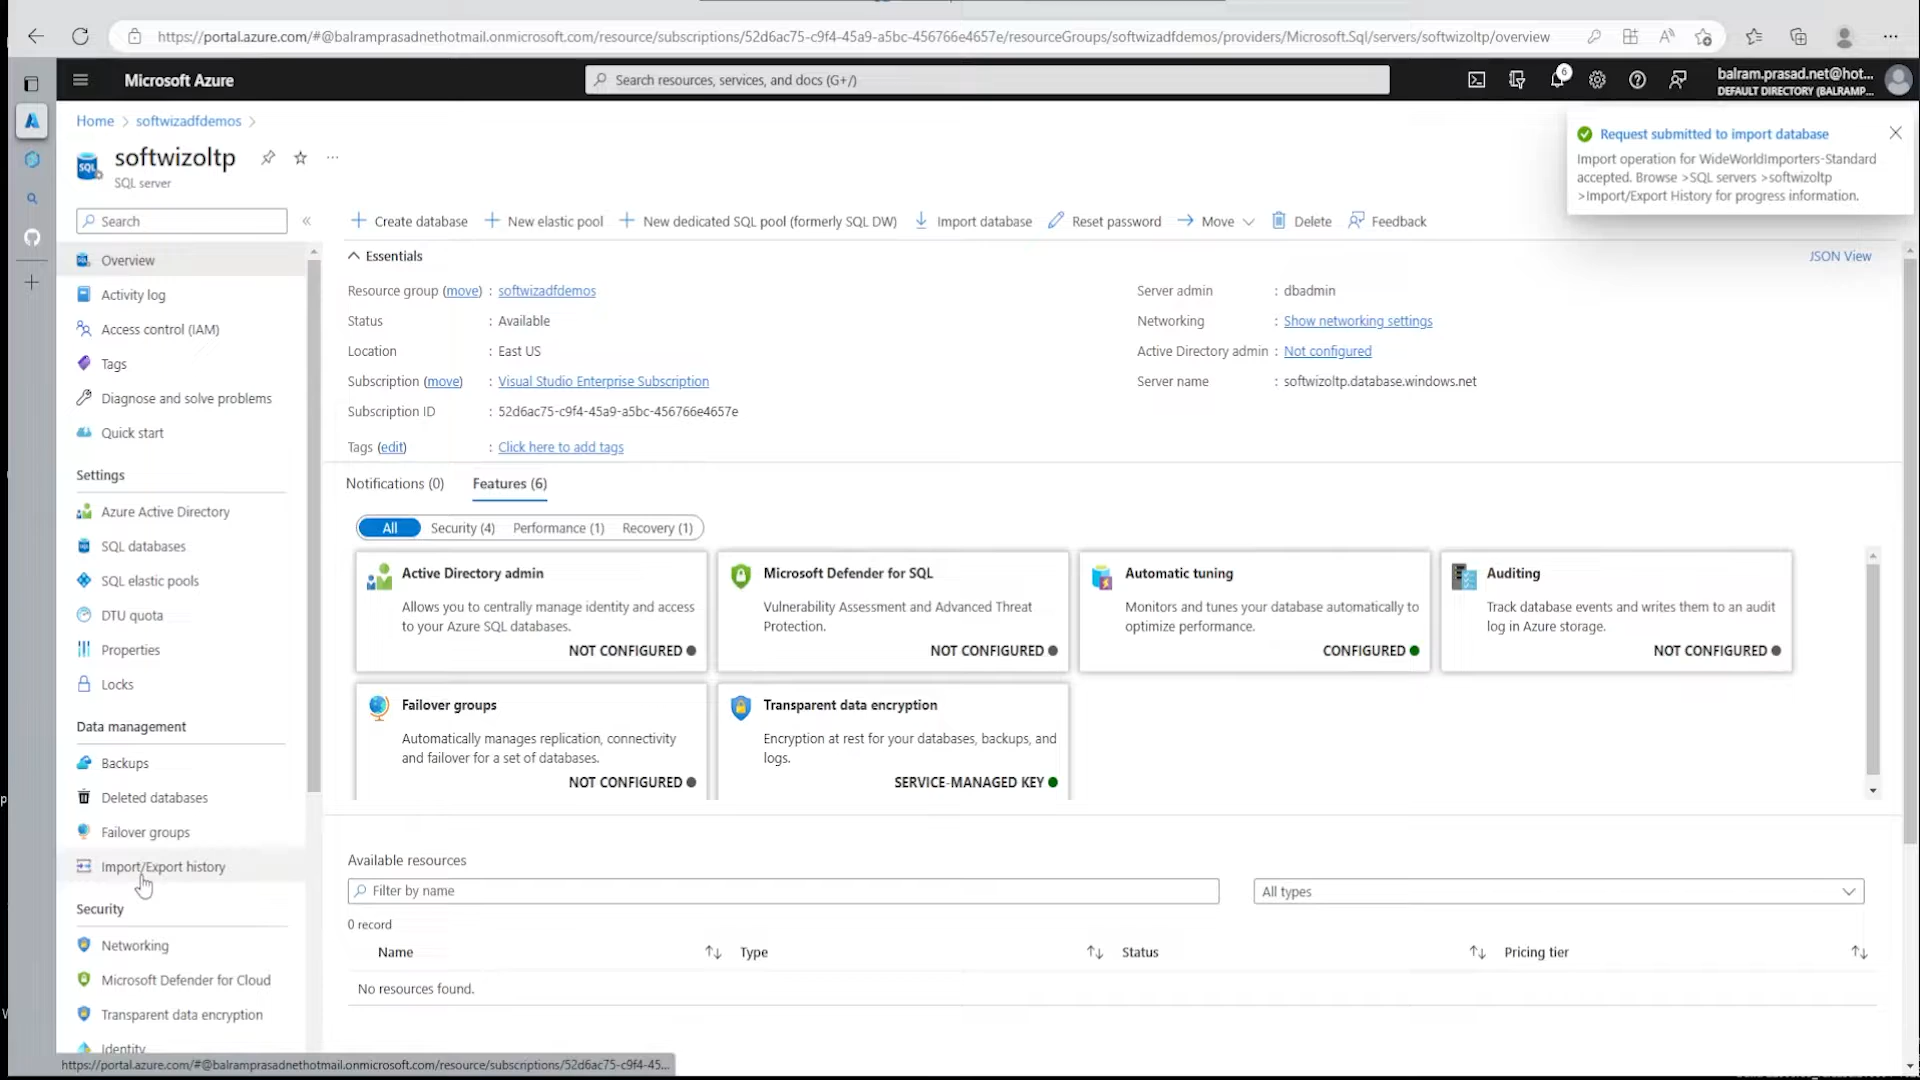 https://portal.azure.com/#@balramprasadnethotmail.onmicrosoft.com/resource/subscriptions/52d6ac75-c9f4-45a9-a5bc-456766e4657e/resourceGroups/softwizadfdemos/providers/Microsoft.Sql/servers/softwizoltp/overview
Microsoft Azure
Search resources, services, and docs (G+/)
6
balram.prasad.net@hot...
DEFAULT DIRECTORY (BALRAMP...
Home > softwizadfdemos >
softwizoltp
SQL server
Request submitted to import database
Import operation for WideWorldImporters-Standard
accepted. Browse >SQL servers >softwizoltp
>Import/Export History for progress information.
Search
Create database
New elastic pool
New dedicated SQL pool (formerly SQL DW)
Import database
Reset password
Move
Delete
Feedback
Overview
Activity log
Access control (IAM)
Tags
Diagnose and solve problems
Quick start
Settings
Azure Active Directory
SQL databases
SQL elastic pools
DTU quota
Properties
Locks
Data management
Backups
Deleted databases
Failover groups
Import/Export history
Security
Networking
Microsoft Defender for Cloud
Transparent data encryption
Identity
Essentials
JSON View
Resource group (move) : softwizadfdemos
Status : Available
Location : East US
Subscription (move) : Visual Studio Enterprise Subscription
Subscription ID : 52d6ac75-c9f4-45a9-a5bc-456766e4657e
Tags (edit) : Click here to add tags
Server admin : dbadmin
Networking : Show networking settings
Active Directory admin : Not configured
Server name : softwizoltp.database.windows.net
Notifications (0)
Features (6)
All
Security (4)
Performance (1)
Recovery (1)
Active Directory admin
Allows you to centrally manage identity and access
to your Azure SQL databases.
NOT CONFIGURED
Microsoft Defender for SQL
Vulnerability Assessment and Advanced Threat
Protection.
NOT CONFIGURED
Automatic tuning
Monitors and tunes your database automatically to
optimize performance.
CONFIGURED
Auditing
Track database events and writes them to an audit
log in Azure storage.
NOT CONFIGURED
Failover groups
Automatically manages replication, connectivity
and failover for a set of databases.
NOT CONFIGURED
Transparent data encryption
Encryption at rest for your databases, backups, and
logs.
SERVICE-MANAGED KEY
Available resources
Filter by name
All types
0 record
Name
Type
Status
Pricing tier
No resources found.
https://portal.azure.com/#@balramprasadnethotmail.onmicrosoft.com/resource/subscriptions/52d6ac75-c9f4-45...